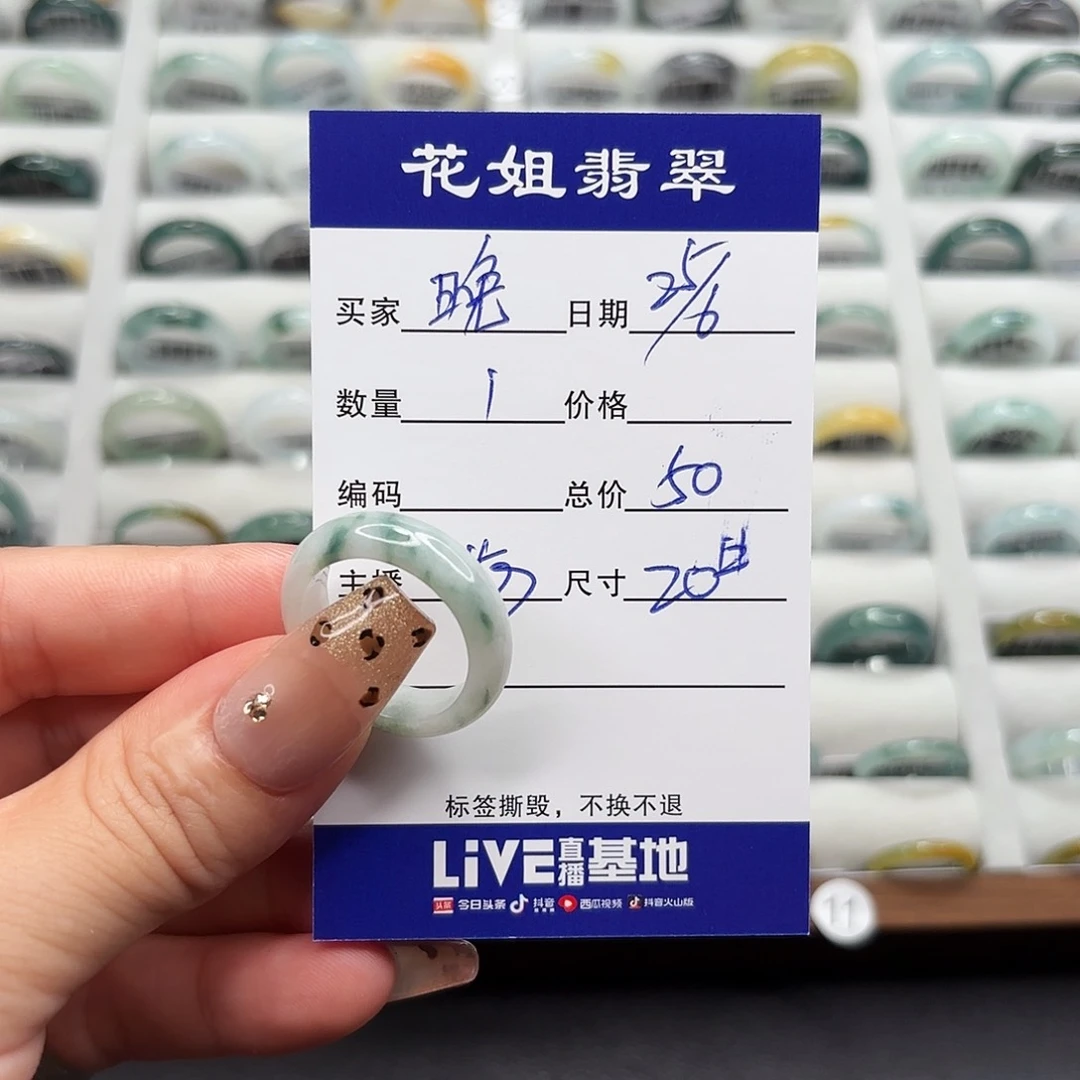 花姐翡翠
买家 晚 日期 25/6
数量 1 价格
编码 总价 50
主播 尺寸 20
标签撕毁，不换不退
LiVE直播基地
头条 今日头条 抖音 西瓜视频 抖音火山版
11